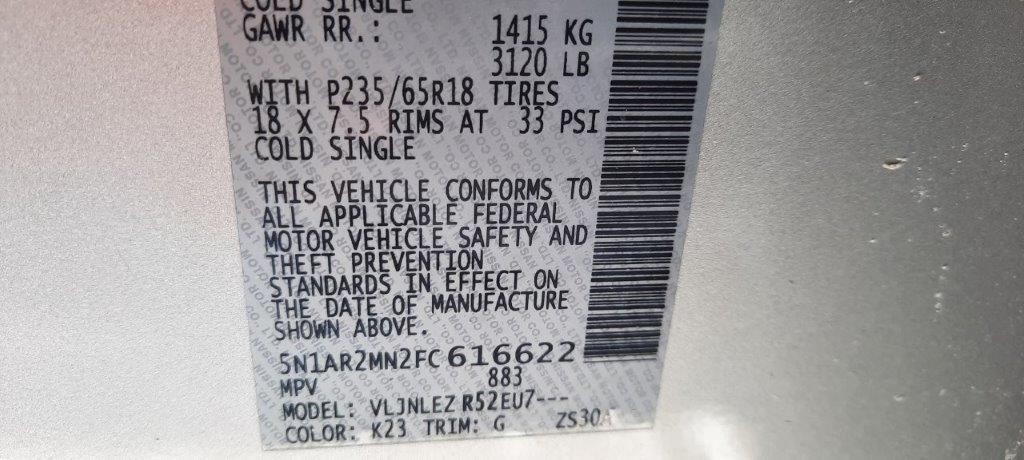 COLD SINGLE
GAWR RR.: 1415 KG
3120 LB
WITH P235/65R18 TIRES
18 X 7.5 RIMS AT 33 PSI
COLD SINGLE
THIS VEHICLE CONFORMS TO
ALL APPLICABLE FEDERAL
MOTOR VEHICLE SAFETY AND
THEFT PREVENTION
STANDARDS IN EFFECT ON
THE DATE OF MANUFACTURE
SHOWN ABOVE.
5N1AR2MN2FC616622
MPV 883
MODEL: VLJNLEZ R52EU7---
COLOR: K23 TRIM: G ZS30A